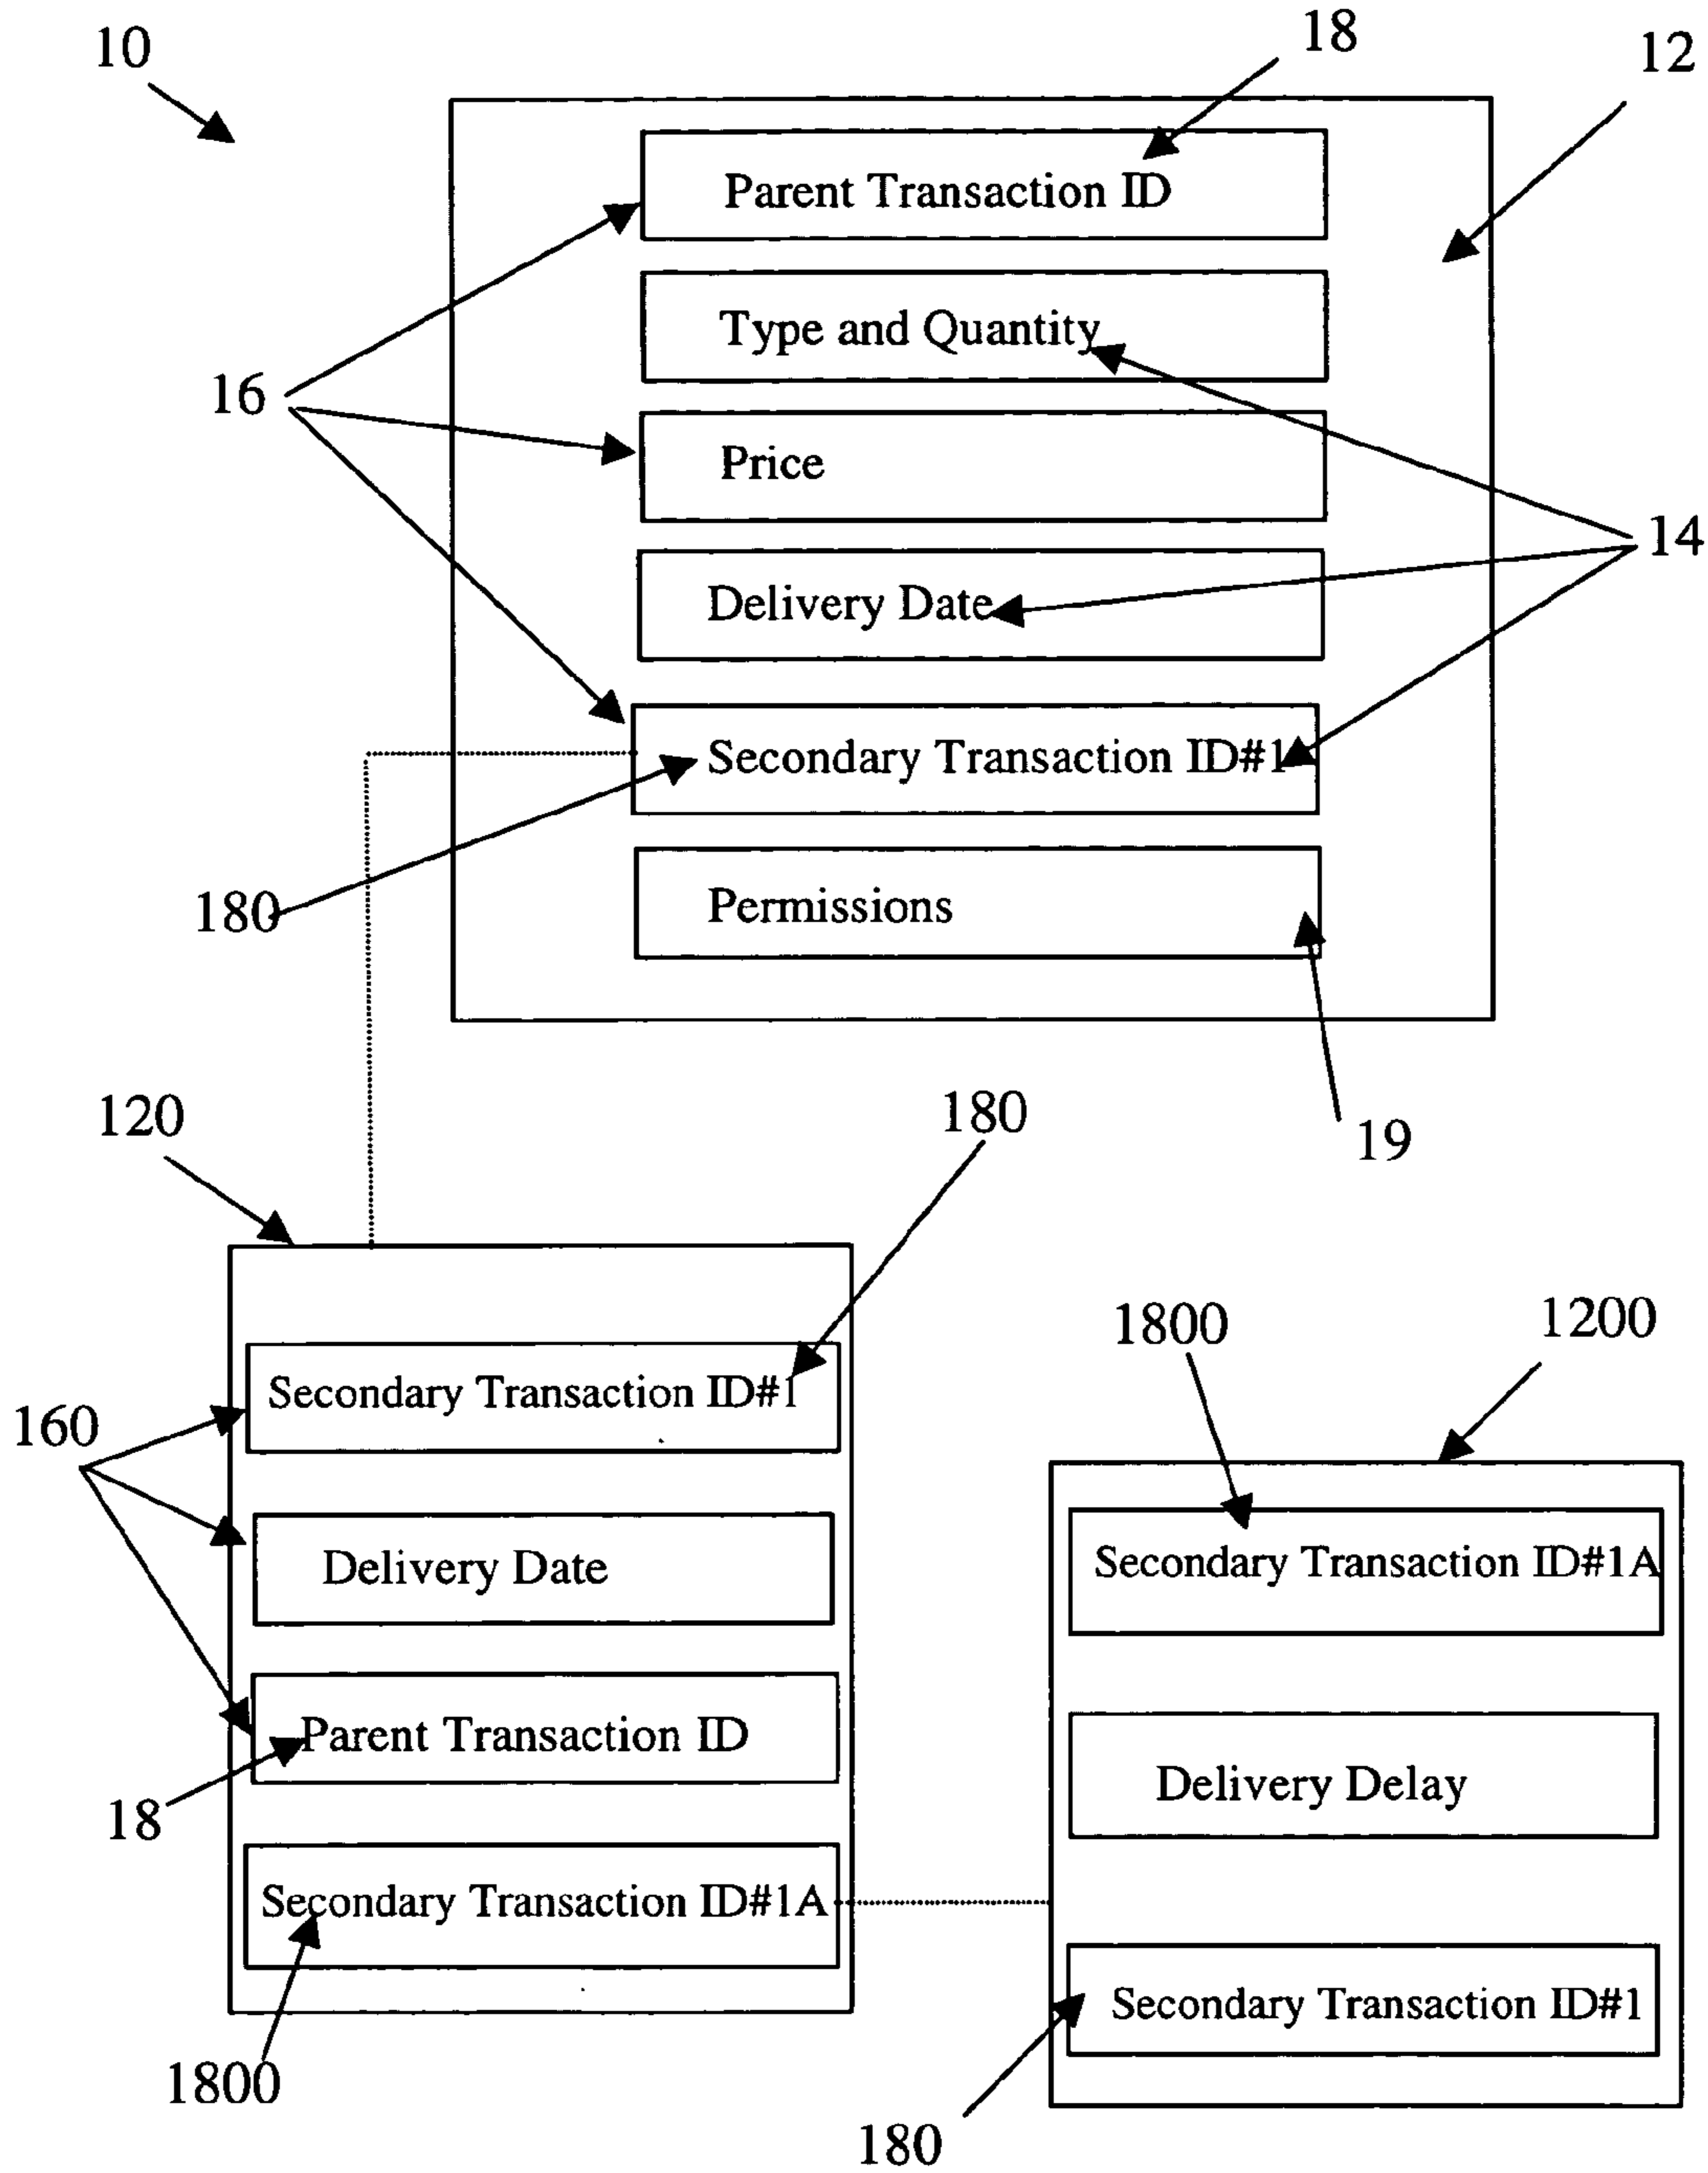 10
18
12
Parent Transaction ID
Type and Quantity
16
Price
14
Delivery Date
Secondary Transaction ID#1
180
Permissions
19
120
180
1800
1200
Secondary Transaction ID#1
160
Secondary Transaction ID#1A
Delivery Date
Parent Transaction ID
Delivery Delay
18
Secondary Transaction ID#1A
Secondary Transaction ID#1
1800
180